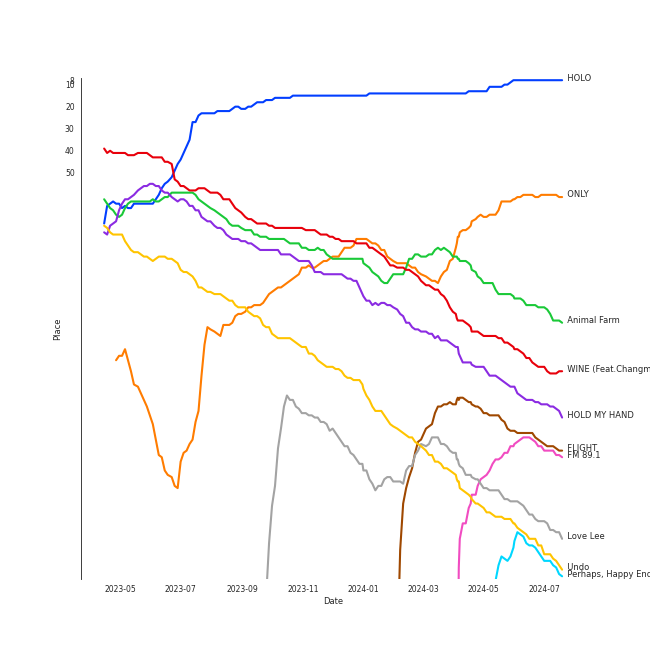 HOLO
8
10
20
30
40
50
ONLY
Animal Farm
Place
WINE (Feat.Changm
HOLD MY HAND
FLIGHT
FM 89.1
Love Lee
Undo
Perhaps, Happy End
2023-05 2023-07 2023-09 2023-11 2024-01 2024-03 2024-05 2024-07
Date